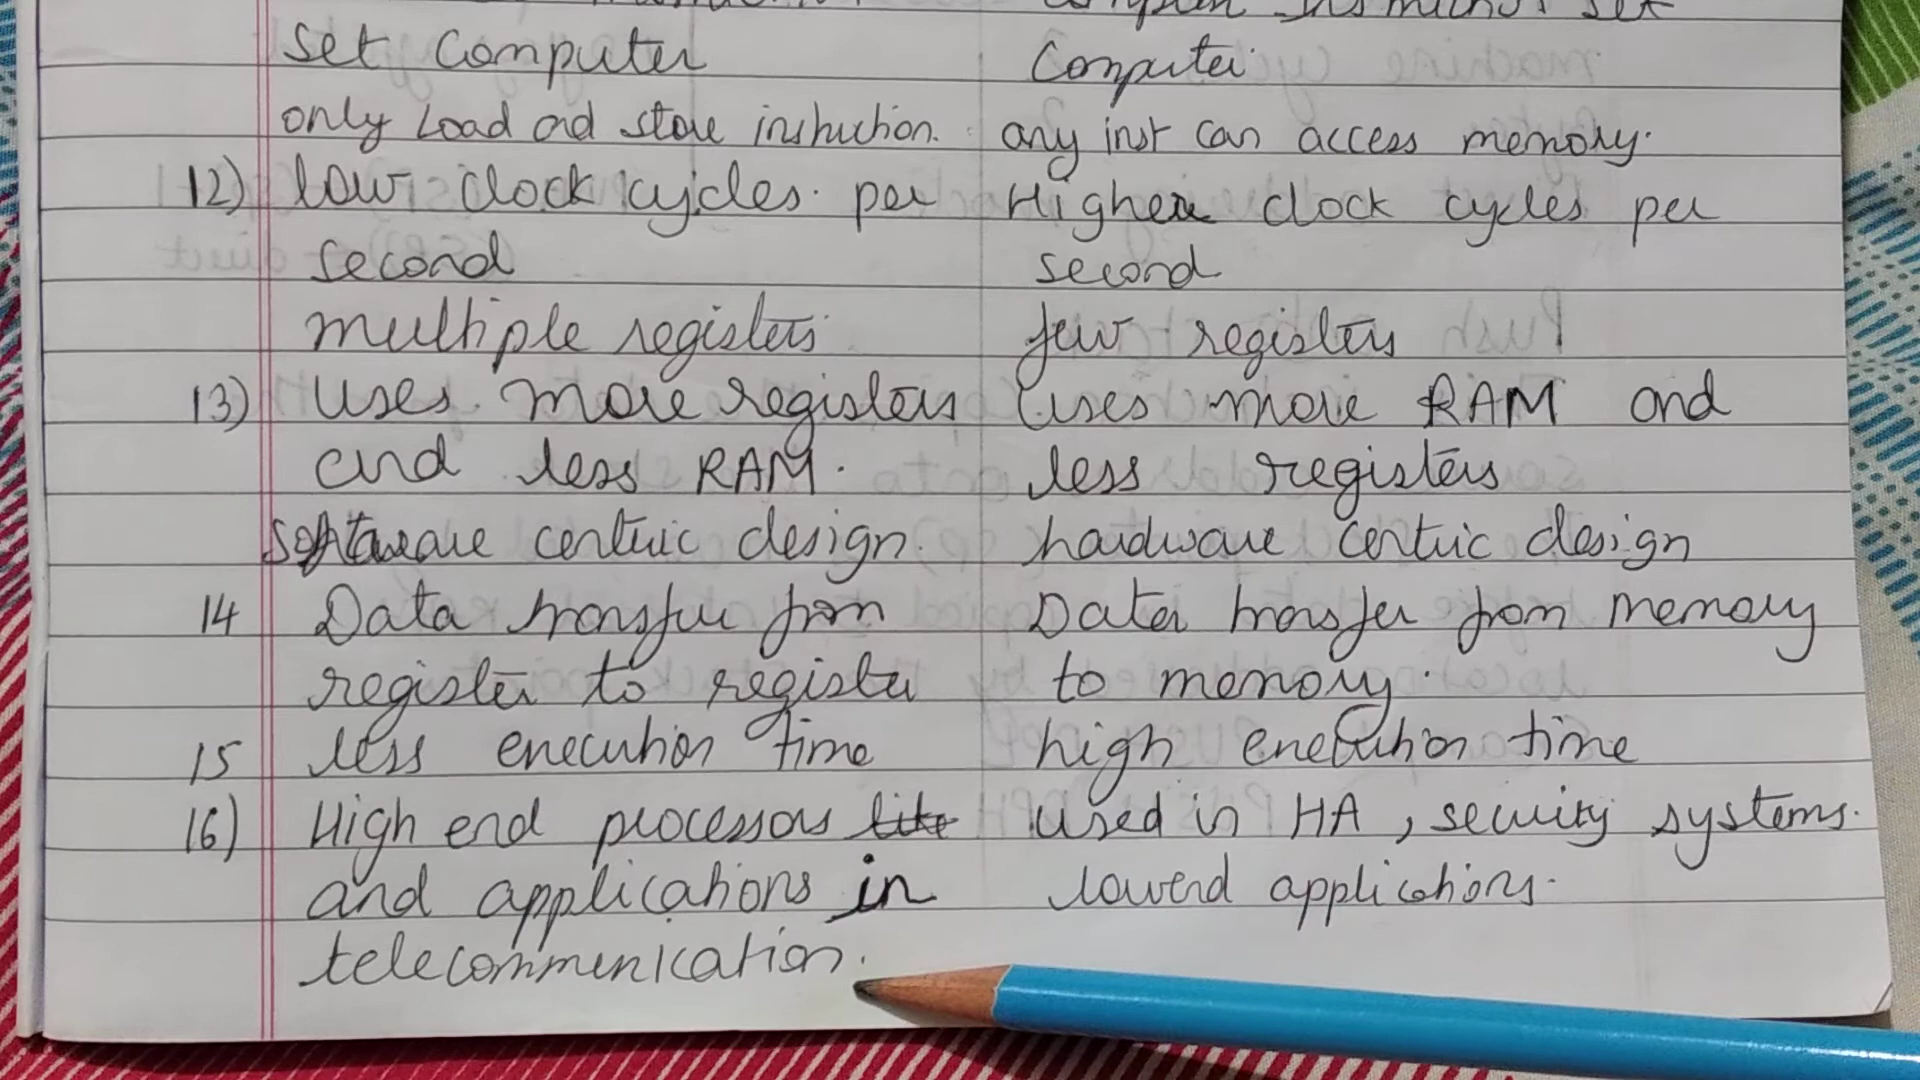 set Computer
Computer
only Load and store instruction.
any inst can access memory.
12) low clock cycles per
Higher clock cycles per
second
second
multiple registers
few registers
13) uses more registers
uses more RAM and
and less RAM.
less registers
software centric design.
hardware centric design
14 Data transfer from
Data transfer from memory
register to register
to memory.
15 less execution time
high execution time
16) High end processors like
used in HA, security systems.
and applications in
lowend applications.
telecommunication.